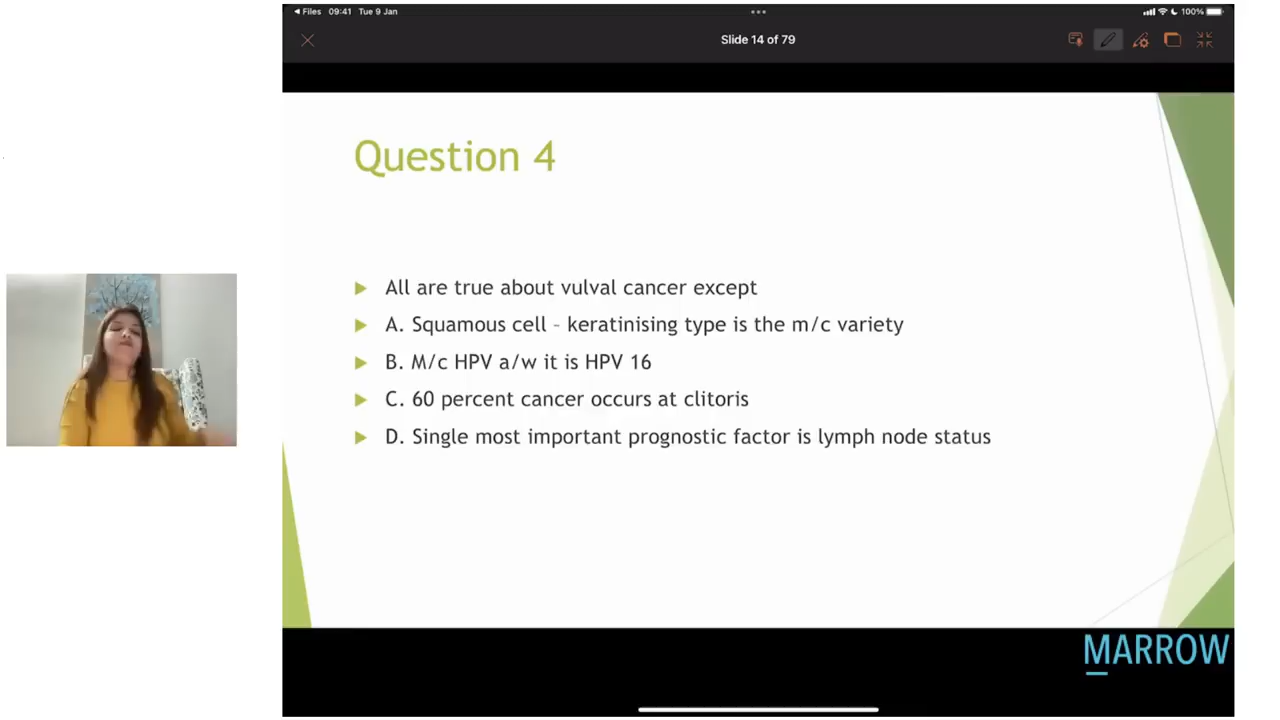 Files 09:41 Tue 9 Jan
100%
Slide 14 of 79
Question 4
All are true about vulval cancer except
A. Squamous cell - keratinising type is the m/c variety
B. M/c HPV a/w it is HPV 16
C. 60 percent cancer occurs at clitoris
D. Single most important prognostic factor is lymph node status
MARROW